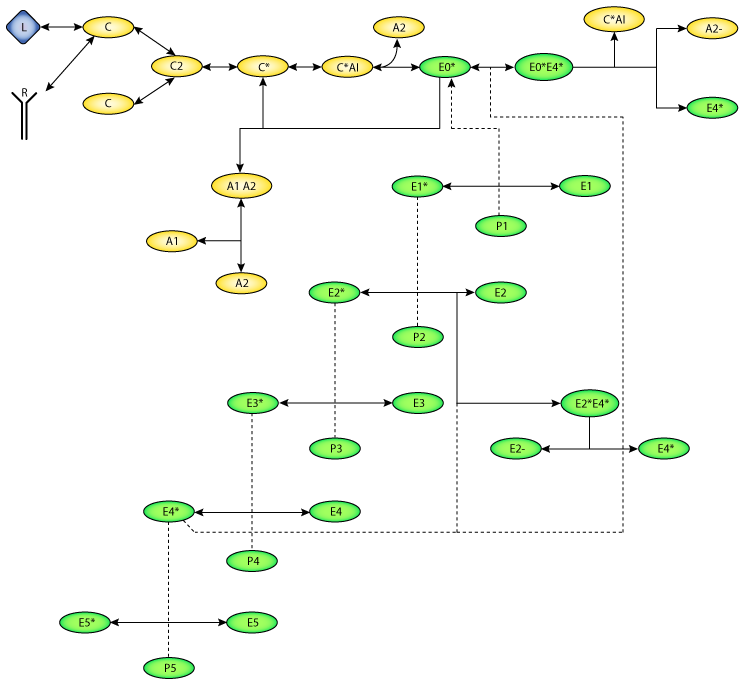 L
C
A2
C*AI
A2-
C2
C*
C*AI
E0*
E0*E4*
R
C
E4*
A1 A2
E1*
E1
P1
A1
A2
E2*
E2
P2
E3*
E3
E2*E4*
P3
E2-
E4*
E4*
E4
P4
E5*
E5
P5